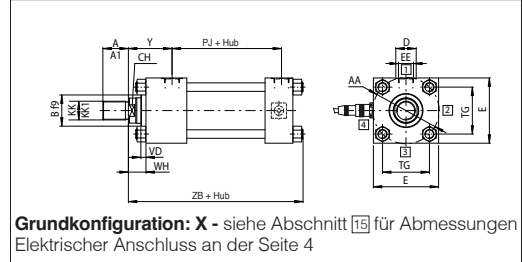 A
Y
PJ + Hub
A1
CH
B f9
KK
KK1
VD
WH
ZB + Hub
D
EE
1
AA
2
TG
E
4
3
TG
E
Grundkonfiguration: X - siehe Abschnitt 15 für Abmessungen
Elektrischer Anschluss an der Seite 4